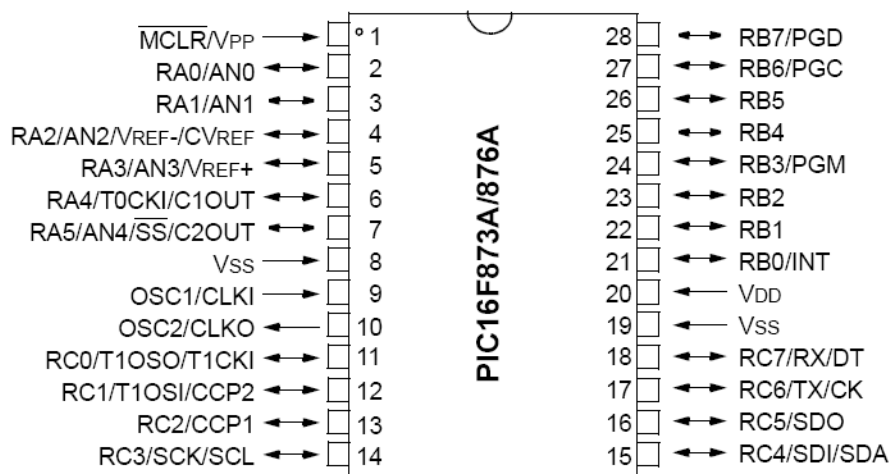 MCLR/VPP 1
RA0/AN0 2
RA1/AN1 3
RA2/AN2/VREF-/CVREF 4
RA3/AN3/VREF+ 5
RA4/T0CKI/C1OUT 6
RA5/AN4/SS/C2OUT 7
VSS 8
OSC1/CLKI 9
OSC2/CLKO 10
RC0/T1OSO/T1CKI 11
RC1/T1OSI/CCP2 12
RC2/CCP1 13
RC3/SCK/SCL 14
PIC16F873A/876A
28 RB7/PGD
27 RB6/PGC
26 RB5
25 RB4
24 RB3/PGM
23 RB2
22 RB1
21 RB0/INT
20 VDD
19 VSS
18 RC7/RX/DT
17 RC6/TX/CK
16 RC5/SDO
15 RC4/SDI/SDA